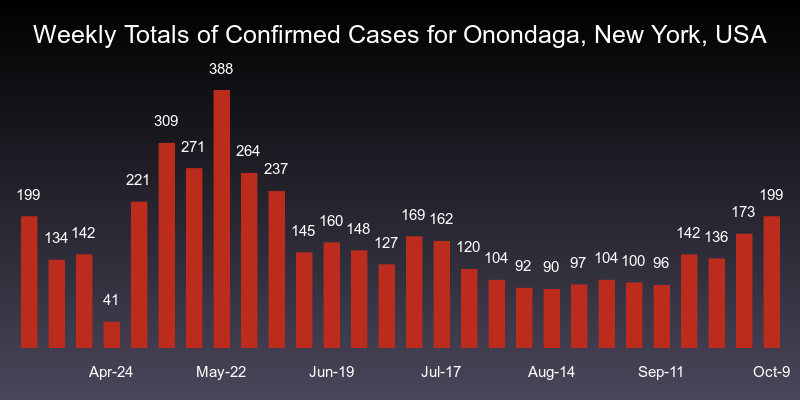 Weekly Totals of Confirmed Cases for Onondaga, New York, USA
199 134 142 41 221 309 271 388 264 237 145 160 148 127 169 162 120 104 92 90 97 104 100 96 142 136 173 199
Apr-24 May-22 Jun-19 Jul-17 Aug-14 Sep-11 Oct-9